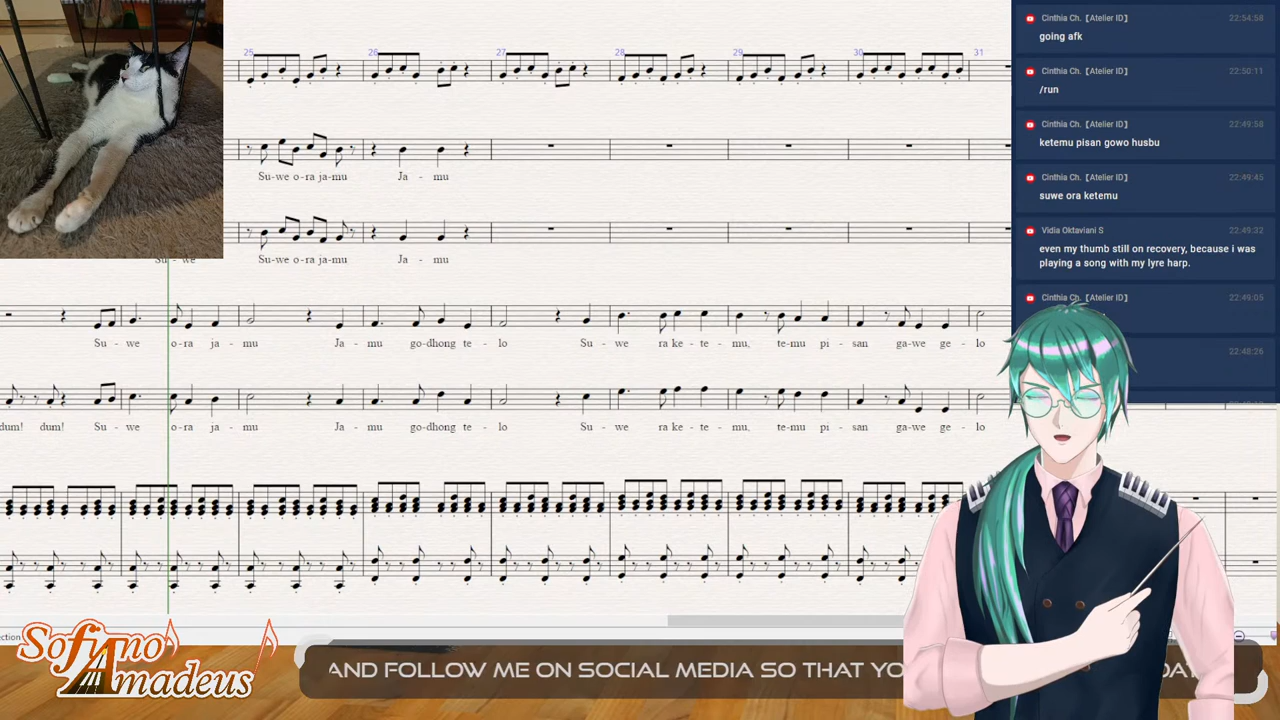 25 26 27 28 29 30 31
Su-we o-ra ja-mu Ja - mu
Su-we Su-we o-ra ja-mu Ja - mu
Su - we o-ra ja - mu Ja - mu go-dhong te - lo Su - we ra ke - te - mu, te-mu pi - san ga-we ge - lo
dum! dum! Su - we o-ra ja - mu Ja - mu go-dhong te - lo Su - we ra ke - te - mu, te-mu pi - san ga-we ge - lo
Cinthia Ch.【Atelier ID】 22:54:58
going afk
Cinthia Ch.【Atelier ID】 22:50:11
/run
Cinthia Ch.【Atelier ID】 22:49:58
ketemu pisan gowo husbu
Cinthia Ch.【Atelier ID】 22:49:45
suwe ora ketemu
Vidia Oktaviani S 22:49:32
even my thumb still on recovery, because i was
playing a song with my lyre harp.
Cinthia Ch.【Atelier ID】 22:49:05
22:48:26
ection
Sofiano
Amadeus
AND FOLLOW ME ON SOCIAL MEDIA SO THAT YO